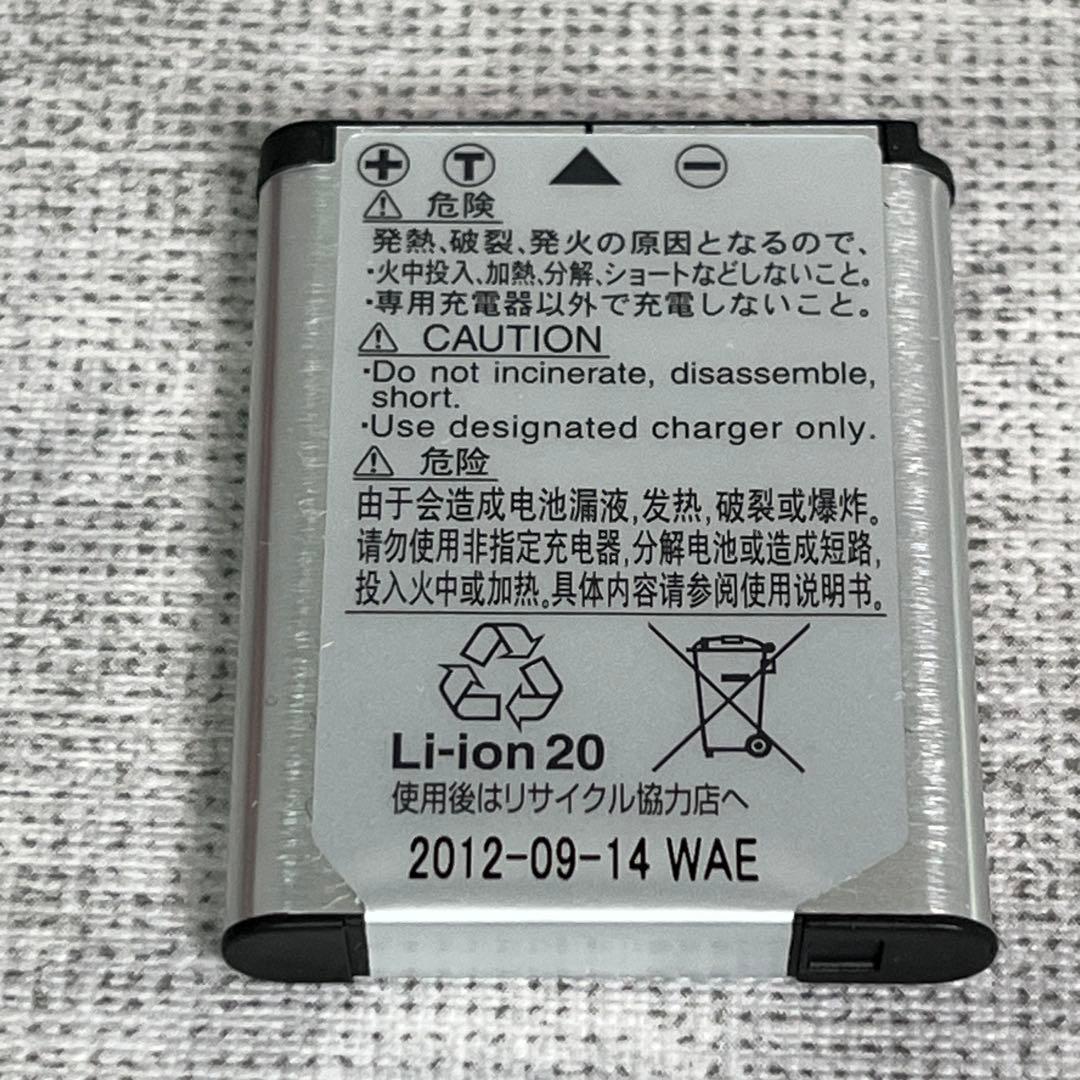 + T ▲ −
⚠ 危険
発熱、破裂、発火の原因となるので、
・火中投入、加熱、分解、ショートなどしないこと。
・専用充電器以外で充電しないこと。
⚠ CAUTION
・Do not incinerate, disassemble,
short.
・Use designated charger only.
⚠ 危险
由于会造成电池漏液,发热,破裂或爆炸。
请勿使用非指定充电器,分解电池或造成短路,
投入火中或加热。具体内容请参阅使用说明书。
Li-ion 20
使用後はリサイクル協力店へ
2012-09-14 WAE